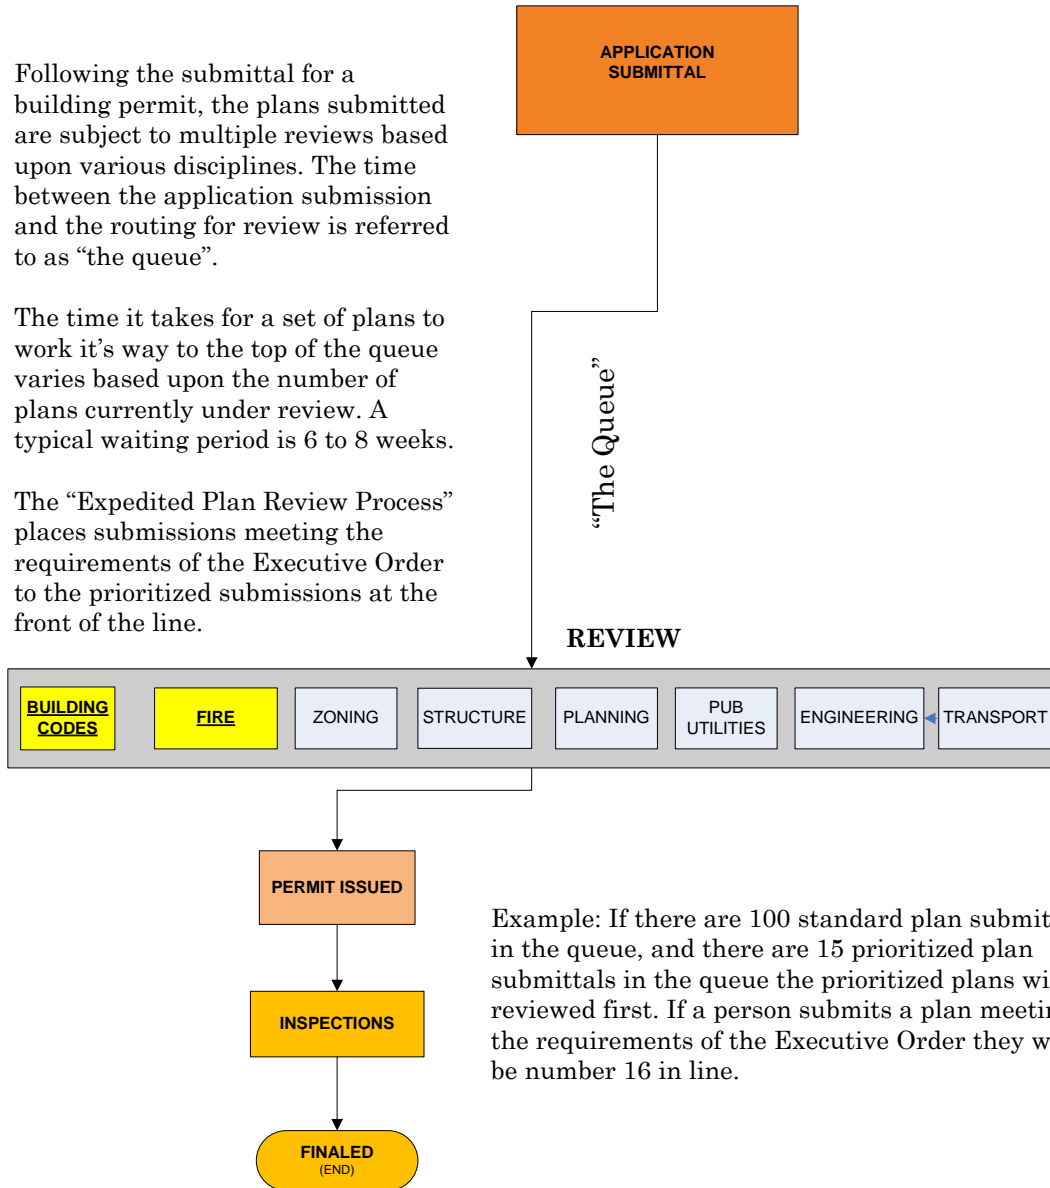 APPLICATION
SUBMITTAL
Following the submittal for a
building permit, the plans submitted
are subject to multiple reviews based
upon various disciplines. The time
between the application submission
and the routing for review is referred
to as “the queue”.
The time it takes for a set of plans to
work it’s way to the top of the queue
varies based upon the number of
plans currently under review. A
typical waiting period is 6 to 8 weeks.
The “Expedited Plan Review Process”
places submissions meeting the
requirements of the Executive Order
to the prioritized submissions at the
front of the line.
“The Queue”
REVIEW
BUILDING
CODES
FIRE
ZONING
STRUCTURE
PLANNING
PUB
UTILITIES
ENGINEERING
TRANSPORT
PERMIT ISSUED
INSPECTIONS
FINALED
(END)
Example: If there are 100 standard plan
in the queue, and there are 15 prioritized plan
submittals in the queue the prioritized plans
reviewed first. If a person submits a plan
the requirements of the Executive Order they
be number 16 in line.